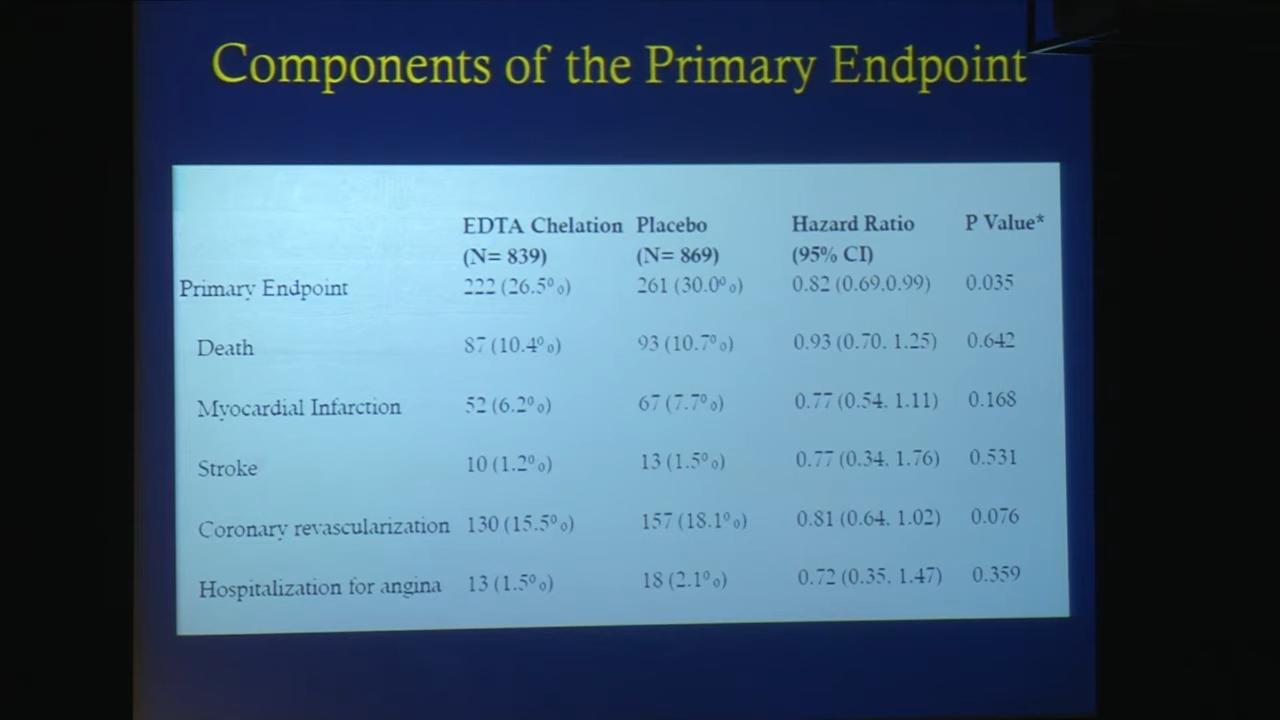 Components of the Primary Endpoint
EDTA Chelation Placebo Hazard Ratio P Value*
(N= 839) (N= 869) (95% CI)
Primary Endpoint 222 (26.5%) 261 (30.0%) 0.82 (0.69,0.99) 0.035
Death 87 (10.4%) 93 (10.7%) 0.93 (0.70, 1.25) 0.642
Myocardial Infarction 52 (6.2%) 67 (7.7%) 0.77 (0.54, 1.11) 0.168
Stroke 10 (1.2%) 13 (1.5%) 0.77 (0.34, 1.76) 0.531
Coronary revascularization 130 (15.5%) 157 (18.1%) 0.81 (0.64, 1.02) 0.076
Hospitalization for angina 13 (1.5%) 18 (2.1%) 0.72 (0.35, 1.47) 0.359